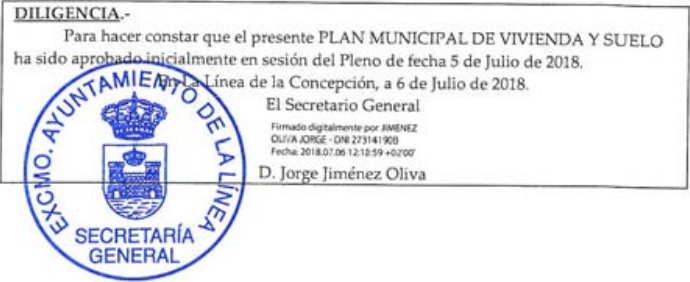 DILIGENCIA.-
Para hacer constar que el presente PLAN MUNICIPAL DE VIVIENDA Y SUELO
ha sido aprobado inicialmente en sesión del Pleno de fecha 5 de Julio de 2018.
En La Línea de la Concepción, a 6 de Julio de 2018.
El Secretario General
Firmado digitalmente por JIMENEZ
OLIVA JORGE - DNI 27314190B
Fecha: 2018.07.06 12:18:59 +02'00'
D. Jorge Jiménez Oliva
EXCMO. AYUNTAMIENTO DE LA LÍNEA
SECRETARÍA
GENERAL